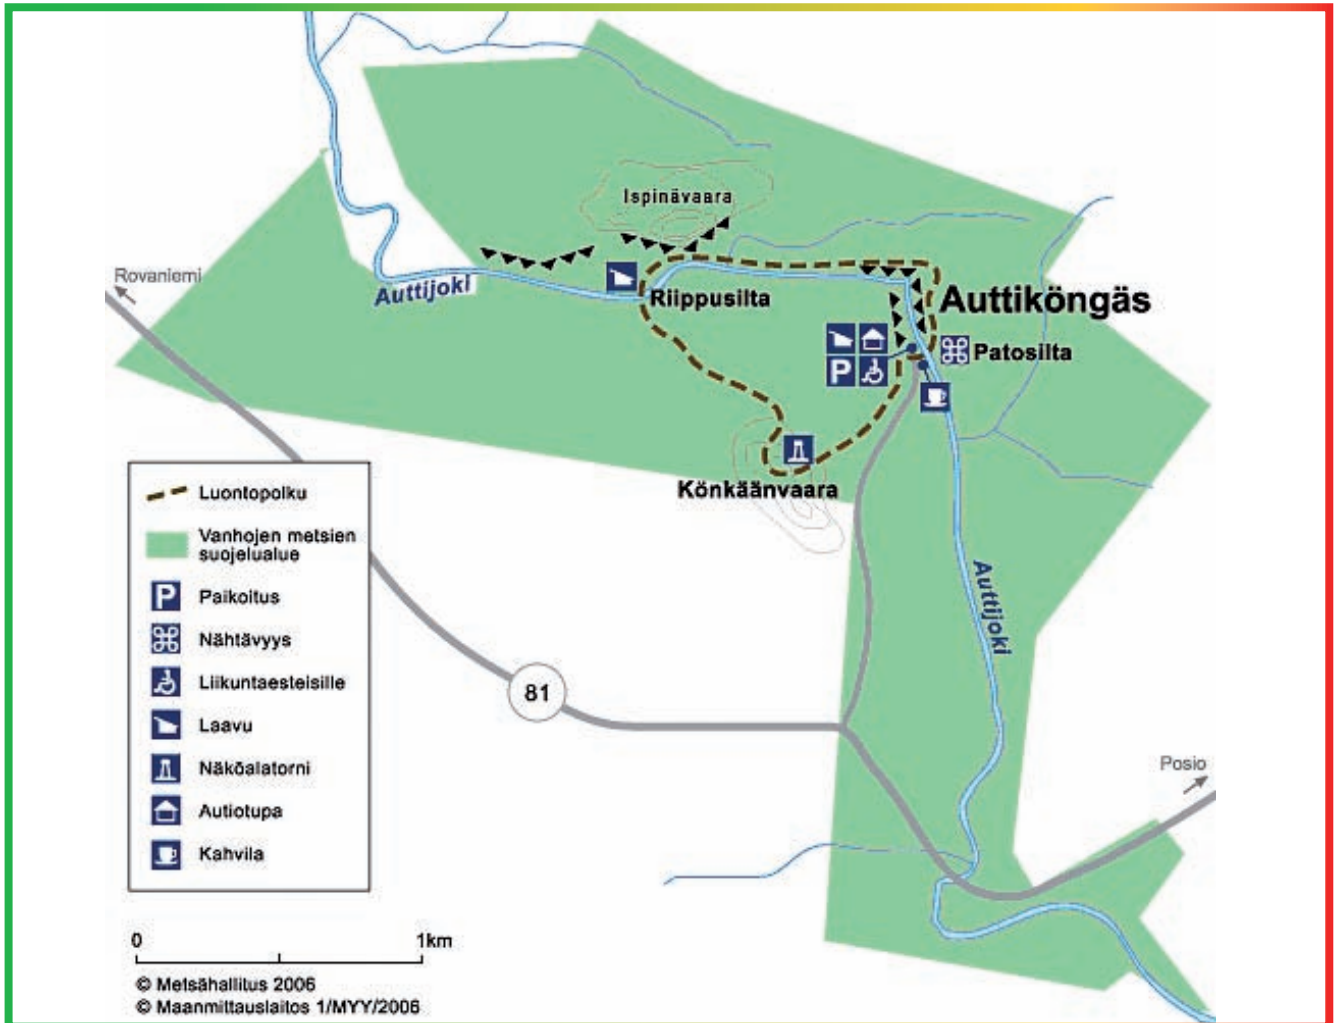 Ispinävaara
Rovaniemi
Auttijoki
Riippusilta
Auttiköngäs
Patosilta
P
Könkäänvaara
Luontopolku
Vanhojen metsien
suojelualue
P
Paikoitus
Nähtävyys
Liikuntaesteisille
Laavu
Näköalatorni
Autiotupa
Kahvila
Auttijoki
81
Posio
0 1km
© Metsähallitus 2006
© Maanmittauslaitos 1/MYY/2006